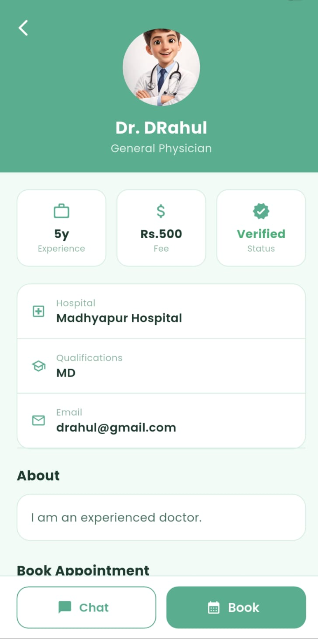 Dr. DRahul
General Physician
5y
Experience
$
Rs.500
Fee
Verified
Status
Hospital
Madhyapur Hospital
Qualifications
MD
Email
drahul@gmail.com
About
I am an experienced doctor.
Book Appointment
Chat
Book